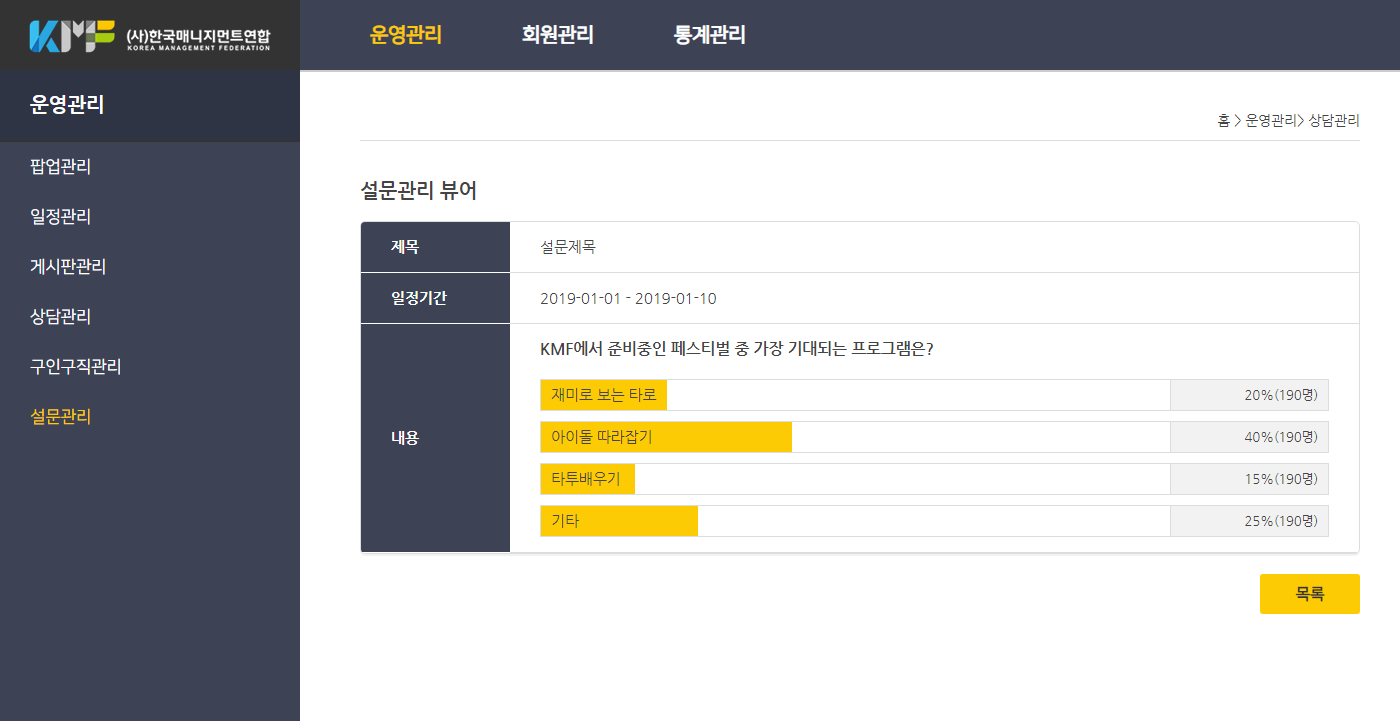 KMF (사)한국매니지먼트연합
KOREA MANAGEMENT FEDERATION
운영관리 회원관리 통계관리
운영관리
팝업관리
일정관리
게시판관리
상담관리
구인구직관리
설문관리
홈 > 운영관리> 상담관리
설문관리 뷰어
제목 설문제목
일정기간 2019-01-01 - 2019-01-10
내용
KMF에서 준비중인 페스티벌 중 가장 기대되는 프로그램은?
재미로 보는 타로 20%(190명)
아이돌 따라잡기 40%(190명)
타투배우기 15%(190명)
기타 25%(190명)
목록